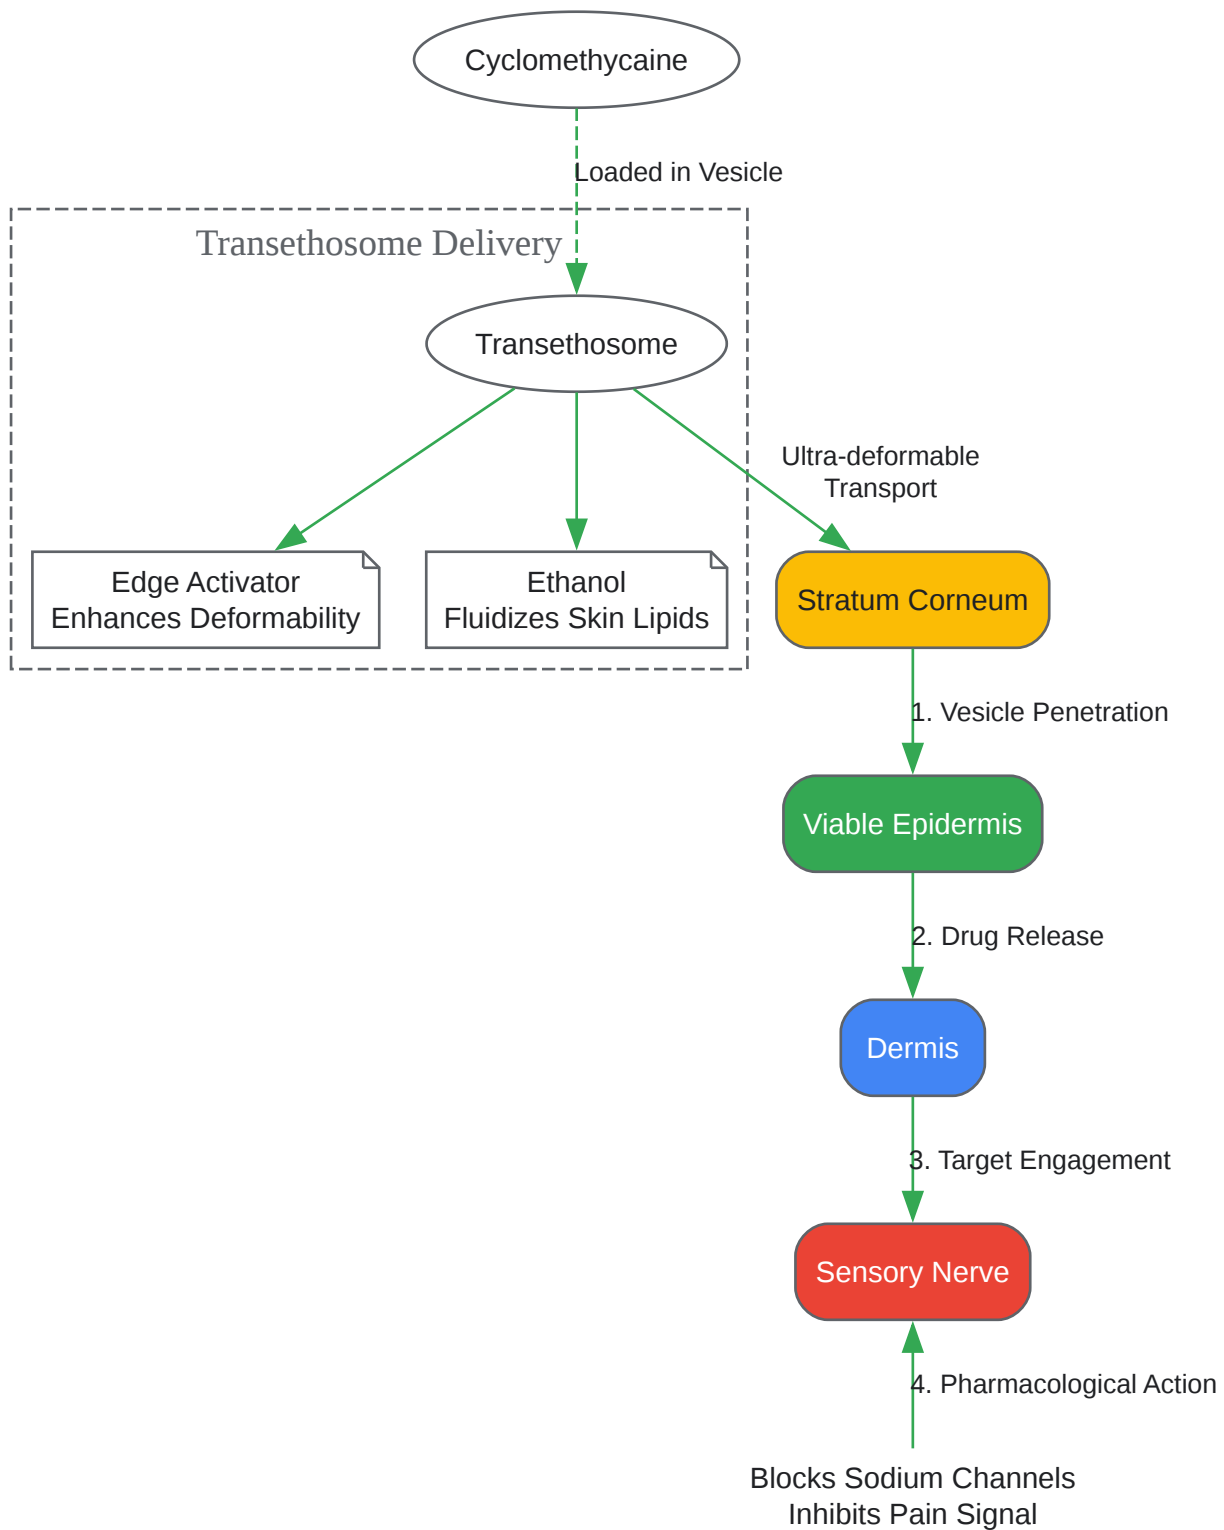 Cyclomethycaine
Loaded in Vesicle
Transethosome Delivery
Transethosome
Ultra-deformable
Transport
Edge Activator
Enhances Deformability
Ethanol
Fluidizes Skin Lipids
Stratum Corneum
1. Vesicle Penetration
Viable Epidermis
2. Drug Release
Dermis
3. Target Engagement
Sensory Nerve
4. Pharmacological Action
Blocks Sodium Channels
Inhibits Pain Signal